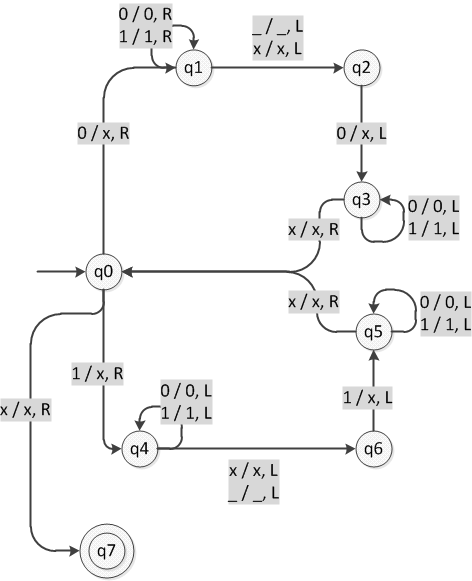 0 / 0, R
1 / 1, R
_ / _, L
x / x, L
q1
q2
0 / x, R
0 / x, L
q3
0 / 0, L
1 / 1, L
x / x, R
q0
x / x, R
0 / 0, L
1 / 1, L
q5
1 / x, R
0 / 0, L
1 / 1, L
1 / x, L
x / x, R
q4
q6
x / x, L
_ / _, L
q7